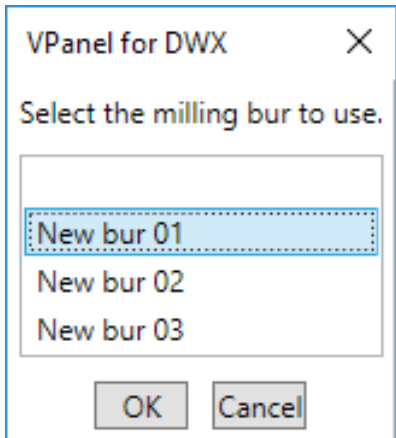 VPanel for DWX
Select the milling bur to use.
New bur 01
New bur 02
New bur 03
OK
Cancel